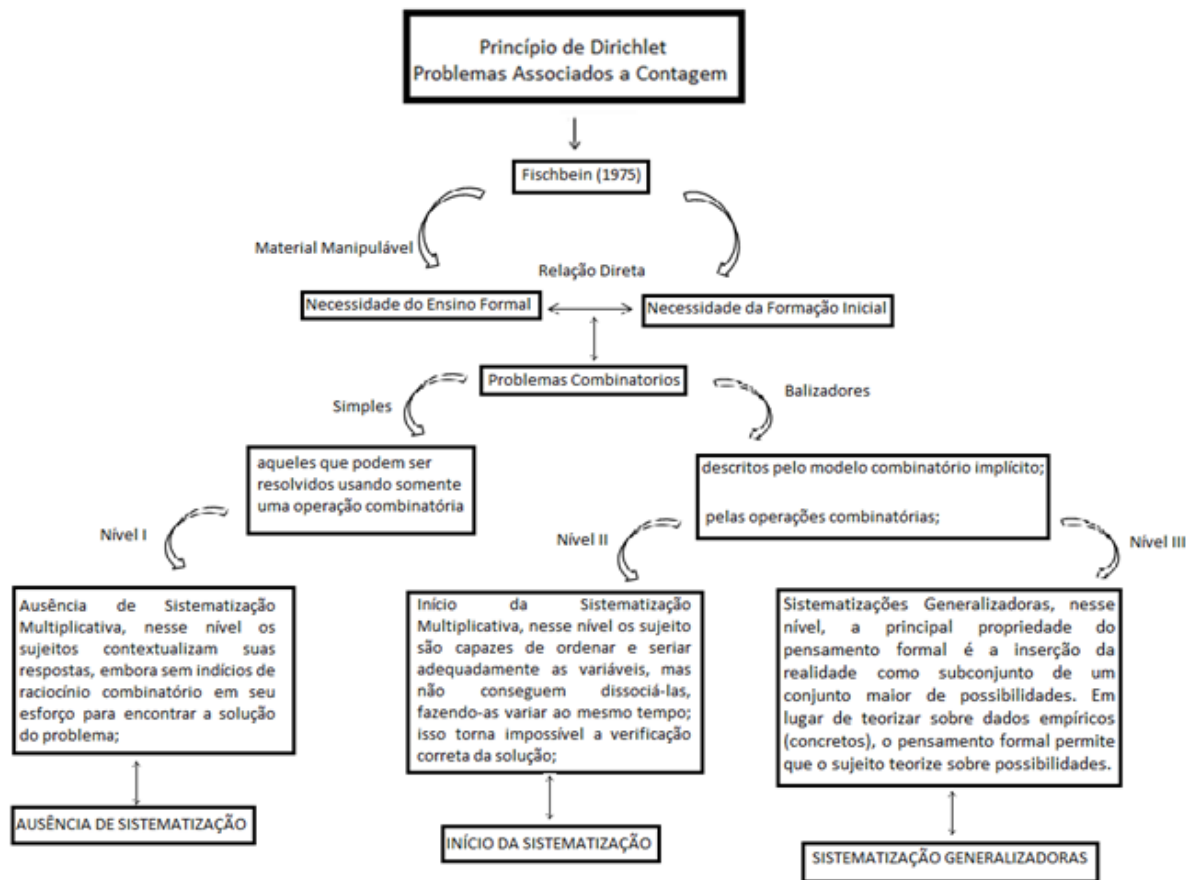 Princípio de Dirichlet
Problemas Associados a Contagem
Fischbein (1975)
Material Manipulável
Relação Direta
Necessidade do Ensino Formal
Necessidade da Formação Inicial
Problemas Combinatorios
Simples
Balizadores
aqueles que podem ser
resolvidos usando somente
uma operação combinatória
descritos pelo modelo combinatório implícito;
pelas operações combinatórias;
Nível I
Nível II
Nível III
Ausência de Sistematização
Multiplicativa, nesse nível os
sujeitos contextualizam suas
respostas, embora sem indícios de
raciocínio combinatório em seu
esforço para encontrar a solução
do problema;
Início da Sistematização
Multiplicativa, nesse nível os sujeito
são capazes de ordenar e seriar
adequadamente as variáveis, mas
não conseguem dissociá-las,
fazendo-as variar ao mesmo tempo;
isso torna impossível a verificação
correta da solução;
Sistematizações Generalizadoras, nesse
nível, a principal propriedade do
pensamento formal é a inserção da
realidade como subconjunto de um
conjunto maior de possibilidades. Em
lugar de teorizar sobre dados empíricos
(concretos), o pensamento formal permite
que o sujeito teorize sobre possibilidades.
AUSÊNCIA DE SISTEMATIZAÇÃO
INÍCIO DA SISTEMATIZAÇÃO
SISTEMATIZAÇÃO GENERALIZADORAS